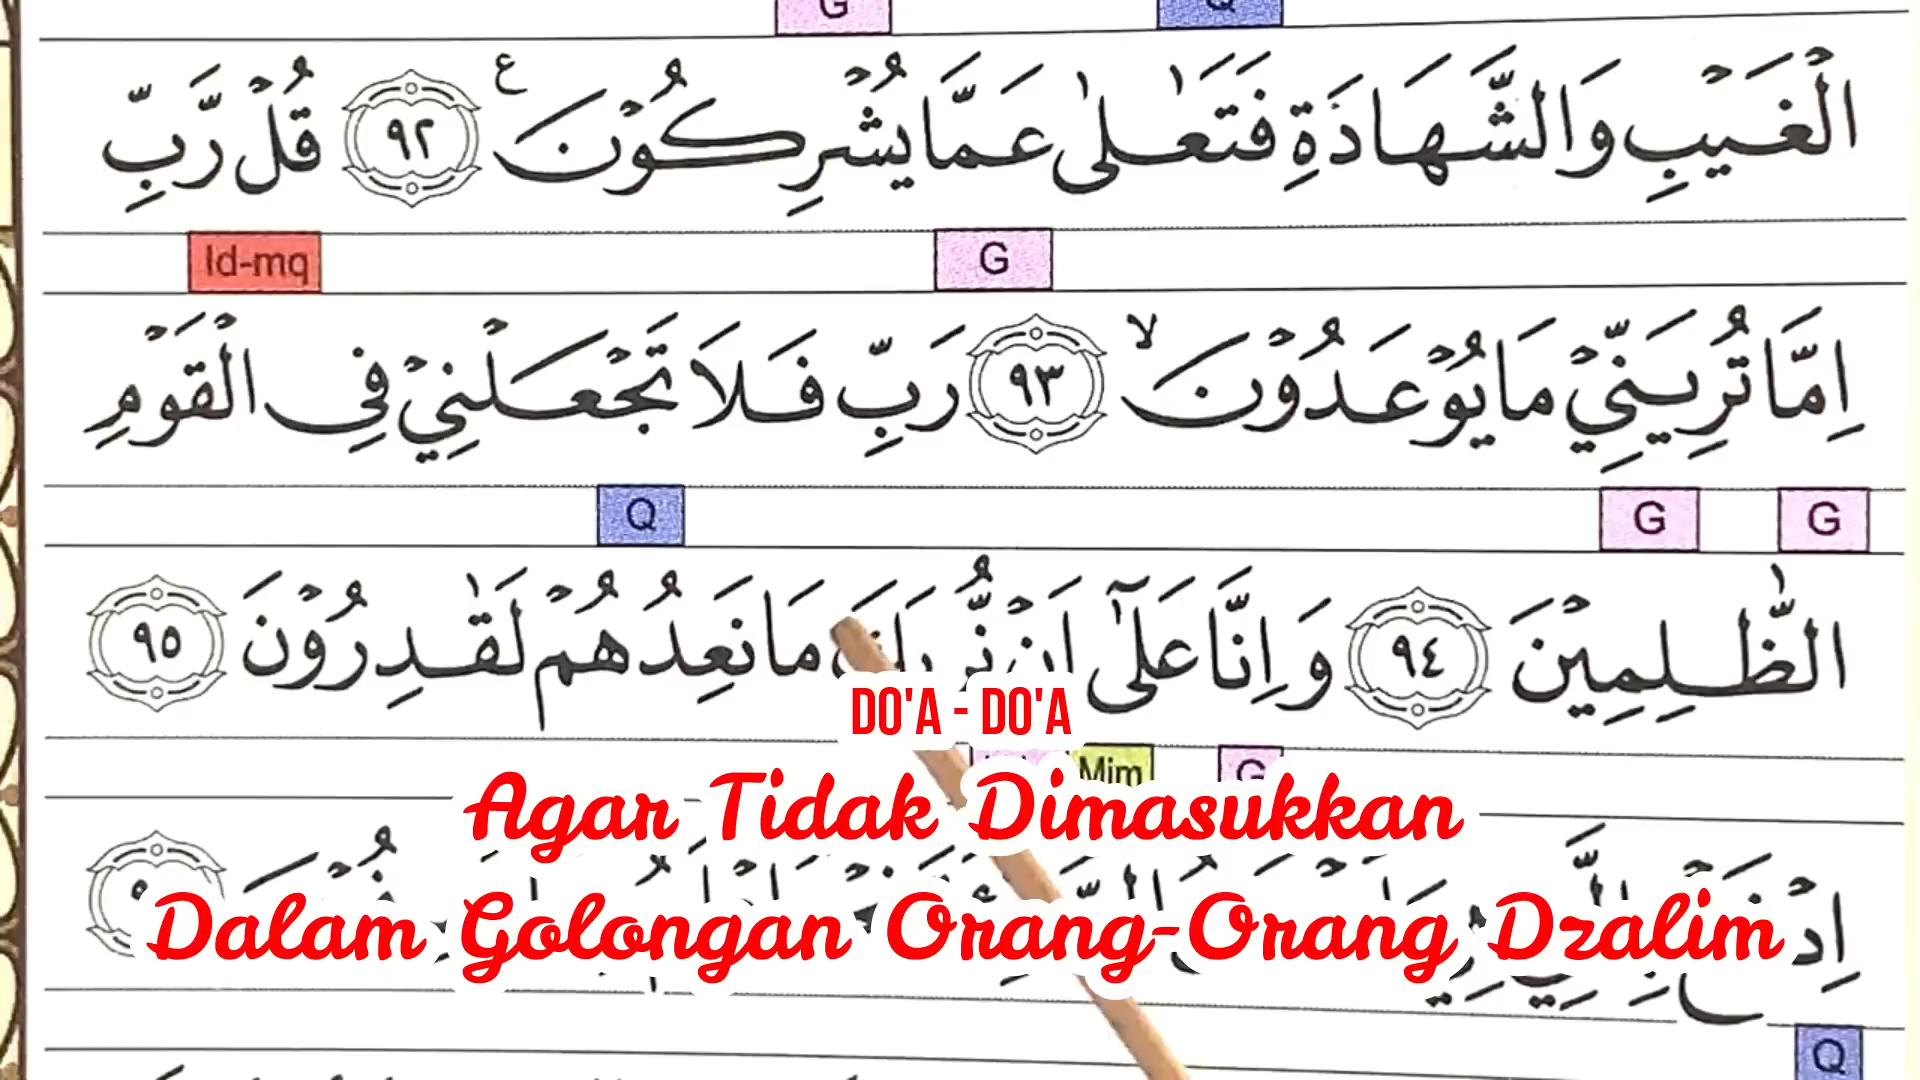 G Q
الْغَيْبِ وَالشَّهَادَةِ فَتَعٰلٰى عَمَّا يُشْرِكُوْنَ ࣖ ٩٢ قُلْ رَّبِّ
Id-mq G
اِمَّا تُرِيَنِّيْ مَا يُوْعَدُوْنَ ۙ ٩٣ رَبِّ فَلَا تَجْعَلْنِيْ فِى الْقَوْمِ
Q G G
الظّٰلِمِيْنَ ٩٤ وَاِنَّا عَلٰٓى اَنْ نُّرِيَكَ مَا نَعِدُهُمْ لَقٰدِرُوْنَ ٩٥
DO'A - DO'A
Mim G
Agar Tidak Dimasukkan
Dalam Golongan Orang-Orang Dzalim
Q